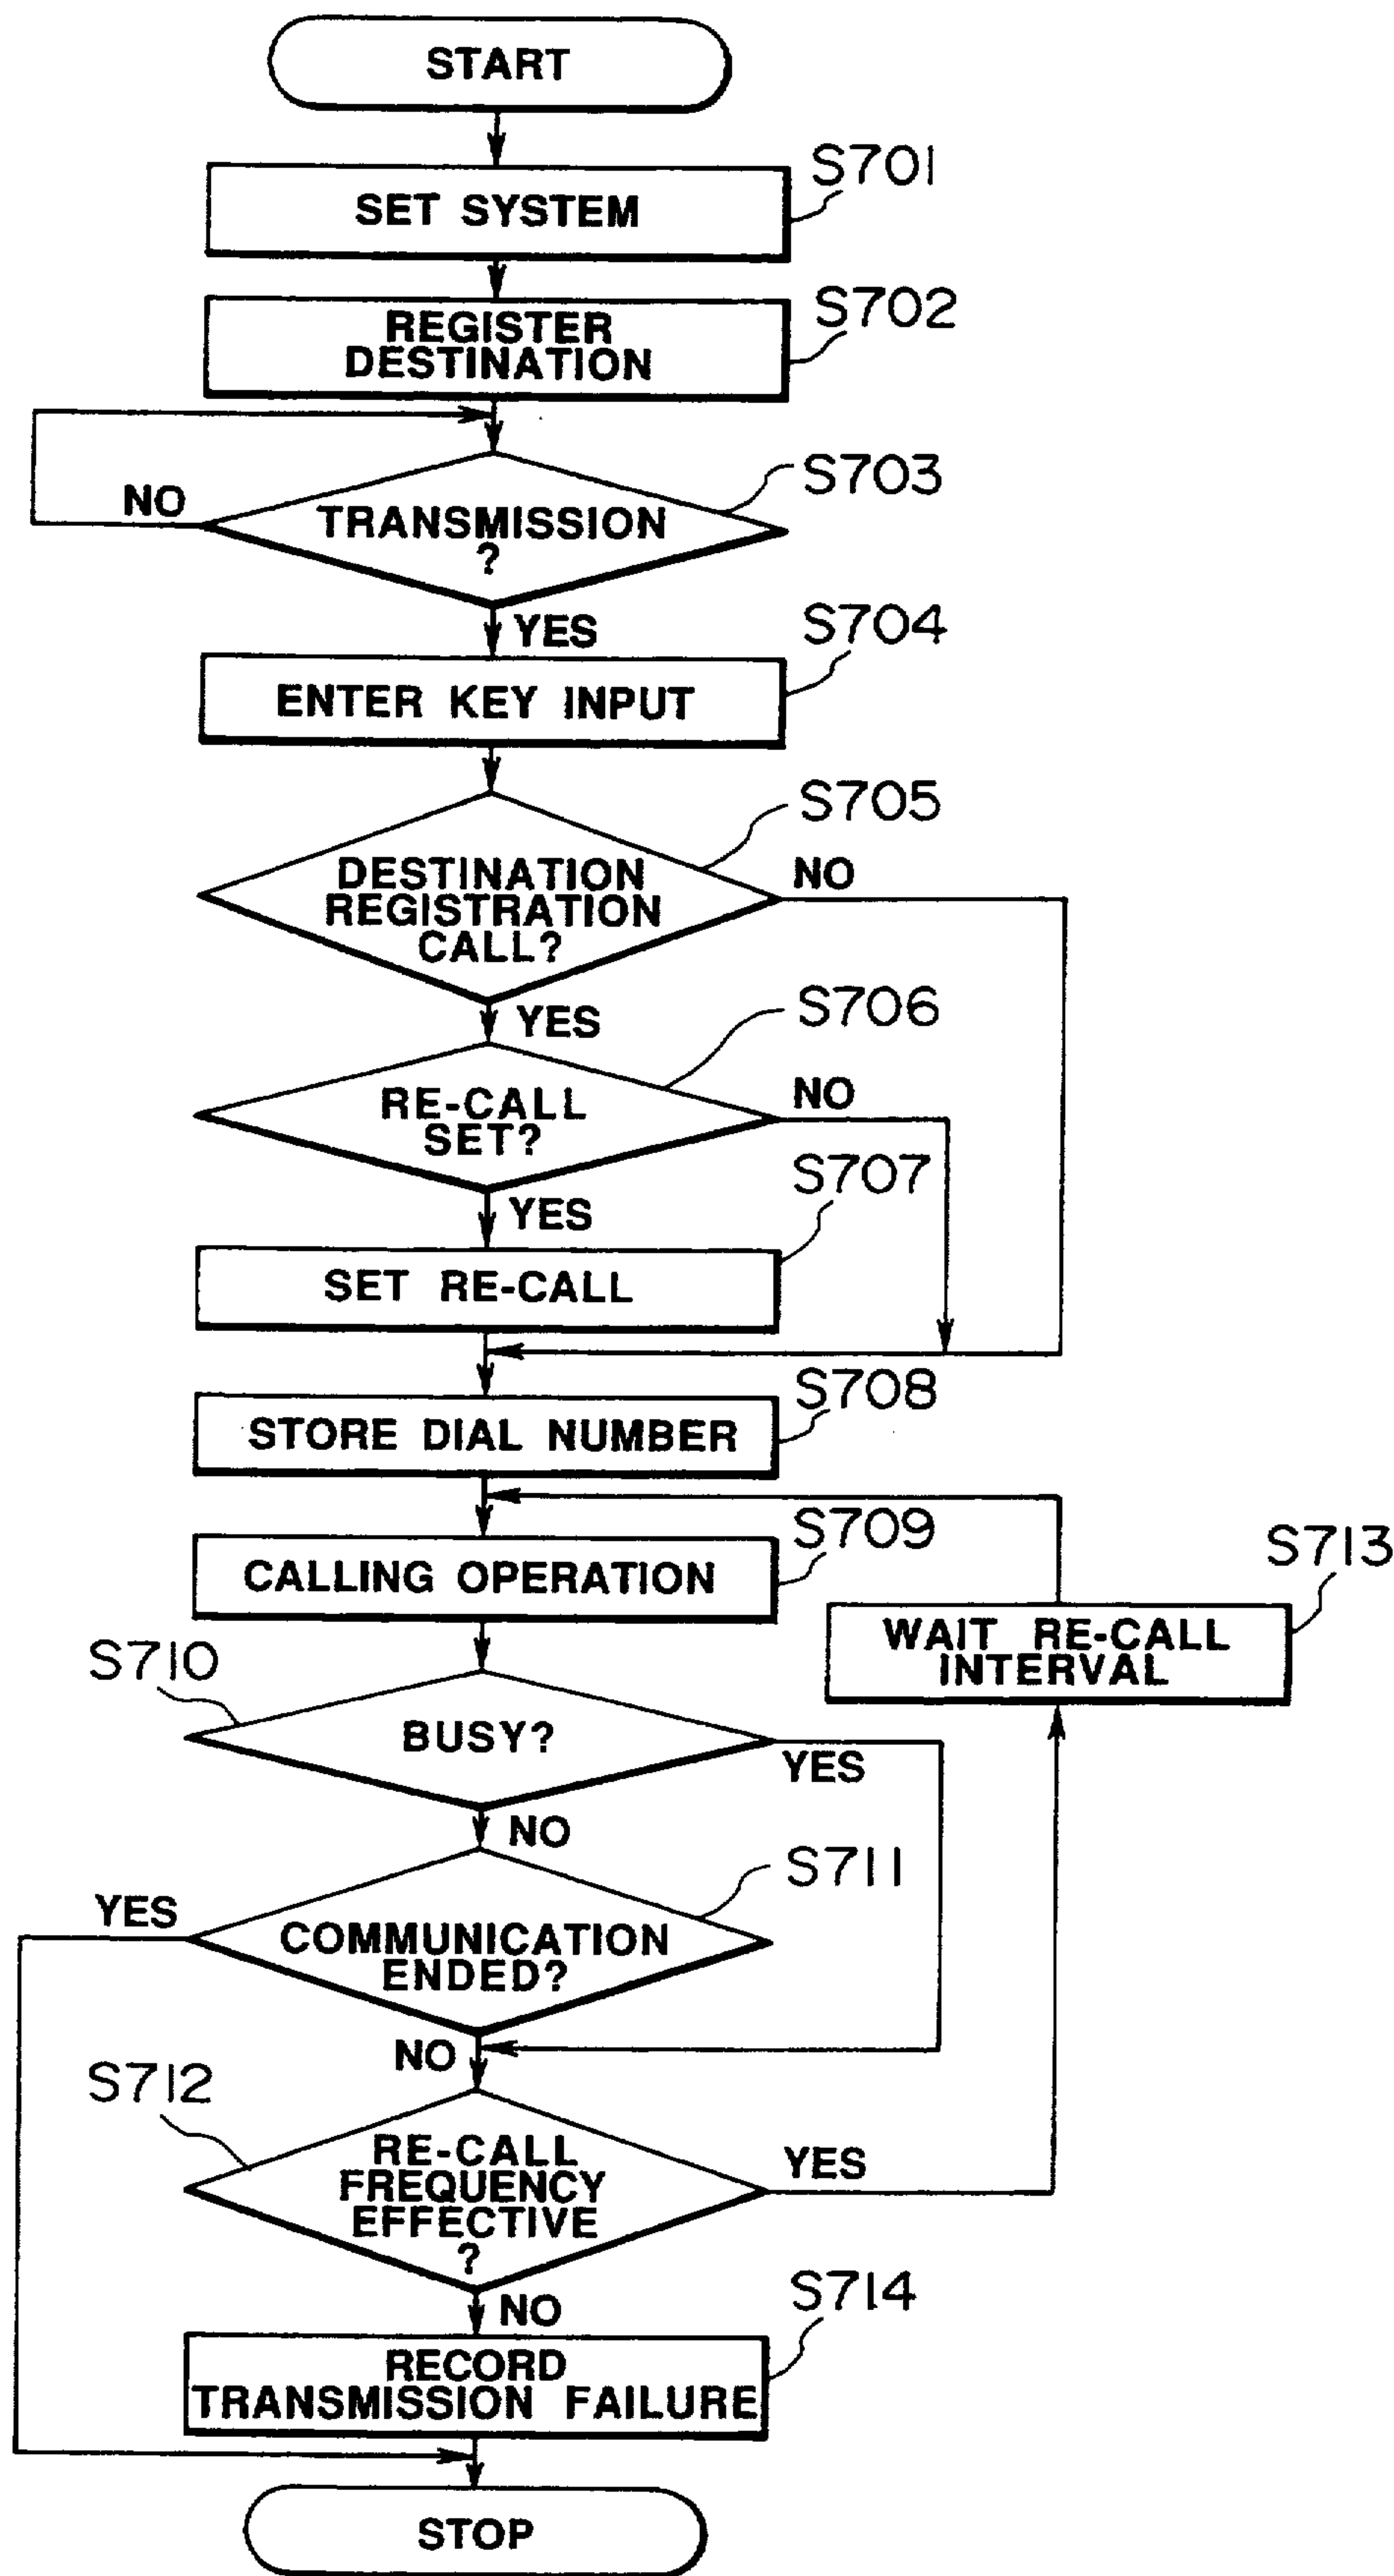 START
S701
SET SYSTEM
S702
REGISTER
DESTINATION
S703
NO
TRANSMISSION
?
YES
S704
ENTER KEY INPUT
S705
DESTINATION
REGISTRATION
CALL?
NO
YES
S706
RE-CALL
SET?
NO
YES
S707
SET RE-CALL
S708
STORE DIAL NUMBER
S709
CALLING OPERATION
S713
WAIT RE-CALL
INTERVAL
S710
BUSY?
YES
NO
S711
YES
COMMUNICATION
ENDED?
NO
S712
RE-CALL
FREQUENCY
EFFECTIVE
?
YES
NO
S714
RECORD
TRANSMISSION FAILURE
STOP